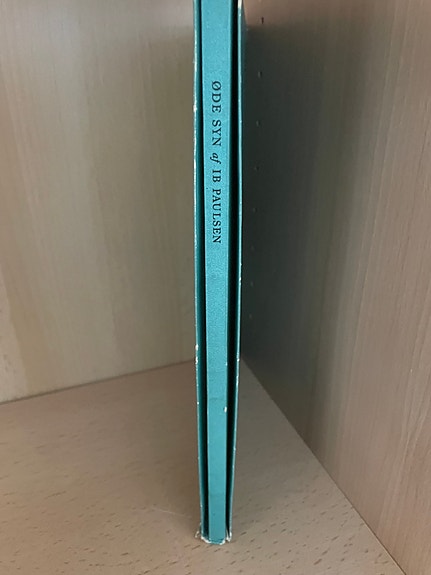 ØDE SYN af IB PAULSEN